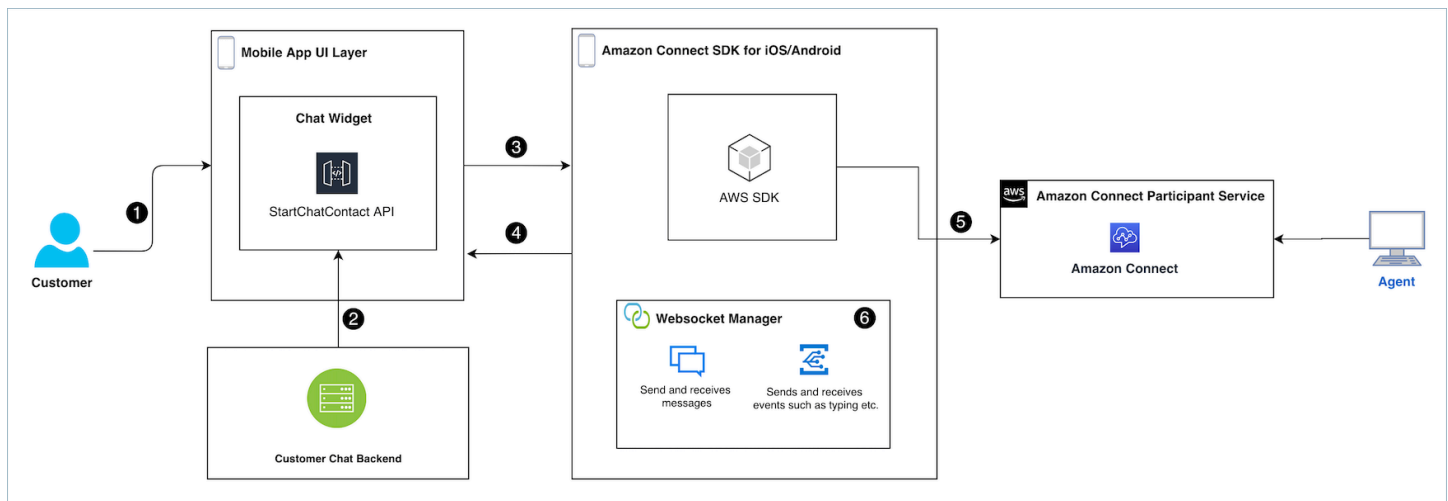 Mobile App UI Layer
Chat Widget
StartChatContact API
1
Customer
2
Customer Chat Backend
3
4
Amazon Connect SDK for iOS/Android
AWS SDK
5
Websocket Manager
6
Send and receives
messages
Sends and receives
events such as typing etc.
aws
Amazon Connect Participant Service
Amazon Connect
Agent